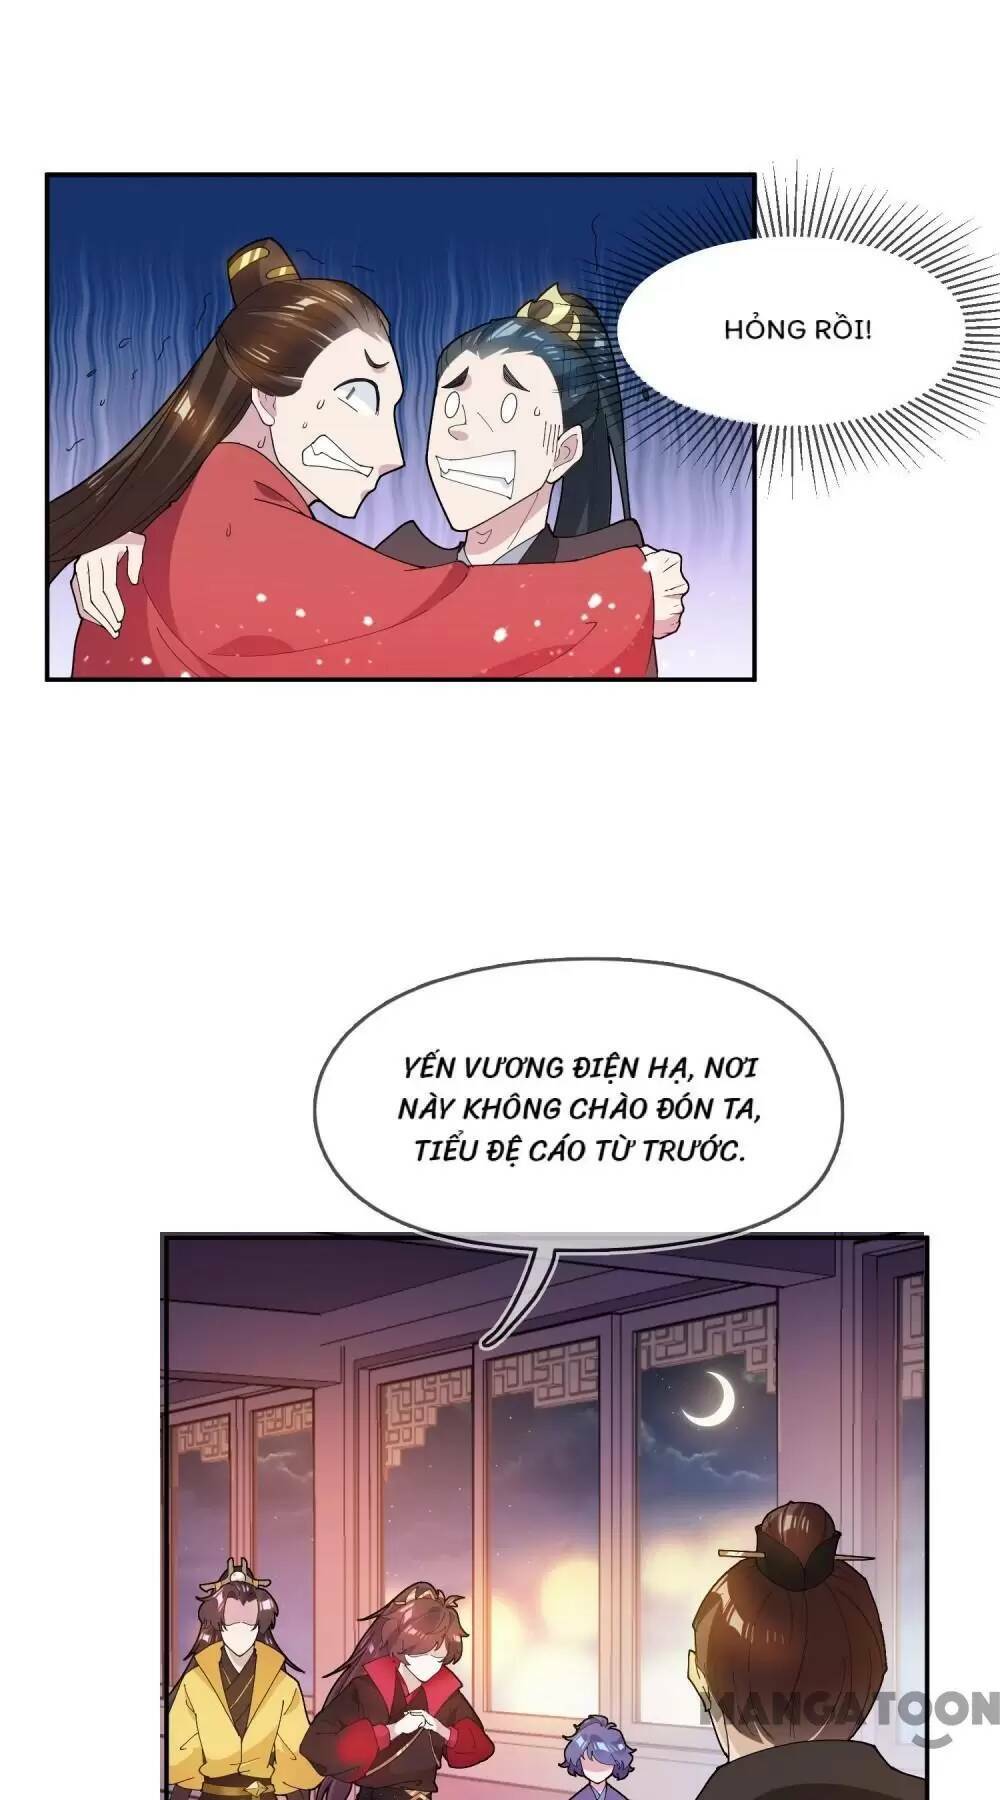 HỎNG RỒI!
YẾN VƯƠNG ĐIỆN HẠ, NƠI
NÀY KHÔNG CHÀO ĐÓN TA,
TIỂU ĐỆ CÁO TỪ TRƯỚC.
MANGATOON